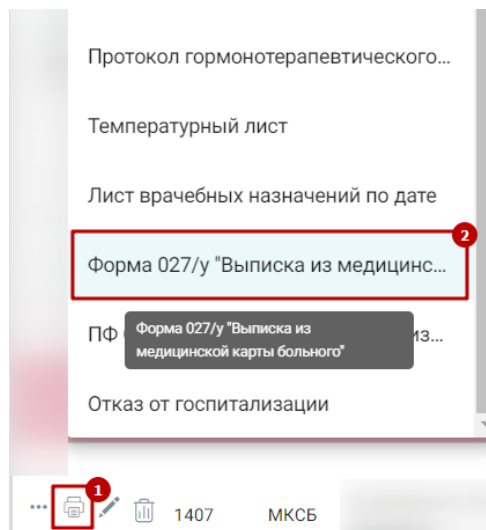 Протокол гормонотерапевтического...
Температурный лист
Лист врачебных назначений по дате
2
Форма 027/у "Выписка из медицинс...
ПФ
из...
Форма 027/у "Выписка из
медицинской карты больного"
Отказ от госпитализации
1
... 1407 МКСБ